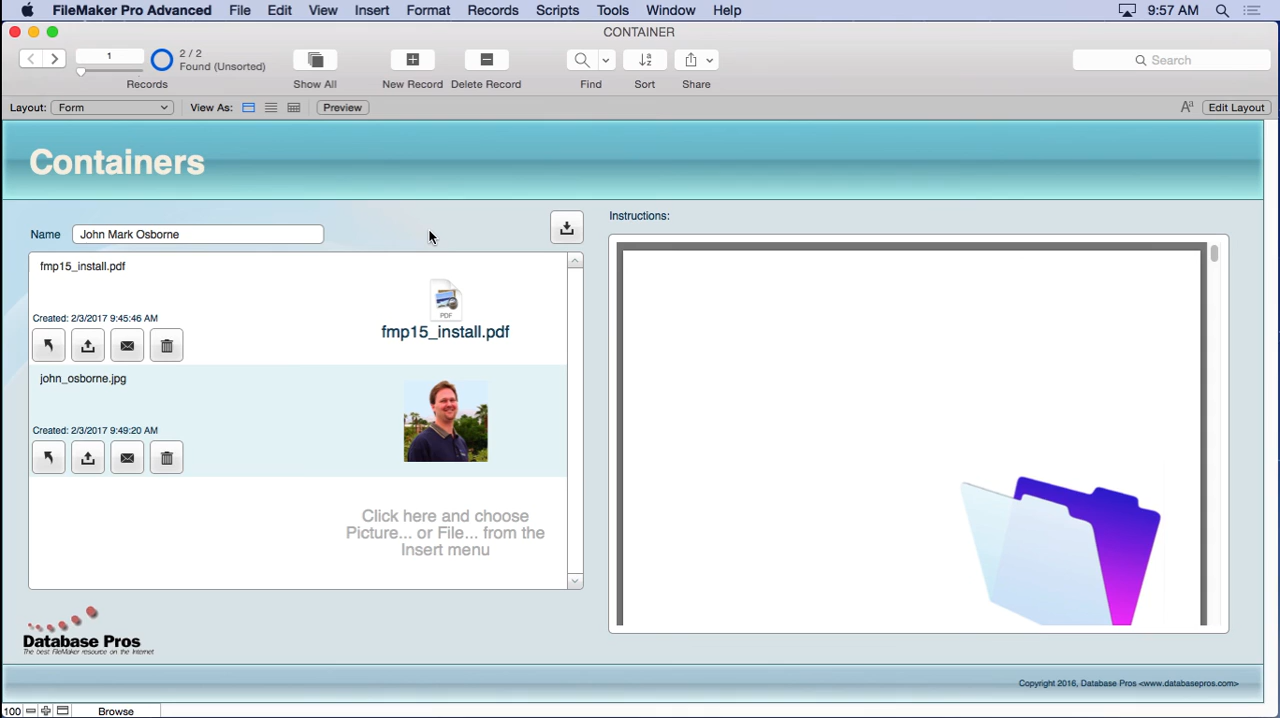 FileMaker Pro Advanced File Edit View Insert Format Records Scripts Tools Window Help 9:57 AM
CONTAINER
1
2 / 2
Found (Unsorted)
Records
Show All
New Record
Delete Record
Find
Sort
Share
Search
Layout: Form View As: Preview Aa Edit Layout
Containers
Name John Mark Osborne
Instructions:
fmp15_install.pdf
PDF
fmp15_install.pdf
Created: 2/3/2017 9:45:46 AM
john_osborne.jpg
Created: 2/3/2017 9:49:20 AM
Click here and choose
Picture... or File... from the
Insert menu
Database Pros
The best FileMaker resource on the Internet
Copyright 2016, Database Pros <www.databasepros.com>
100 Browse